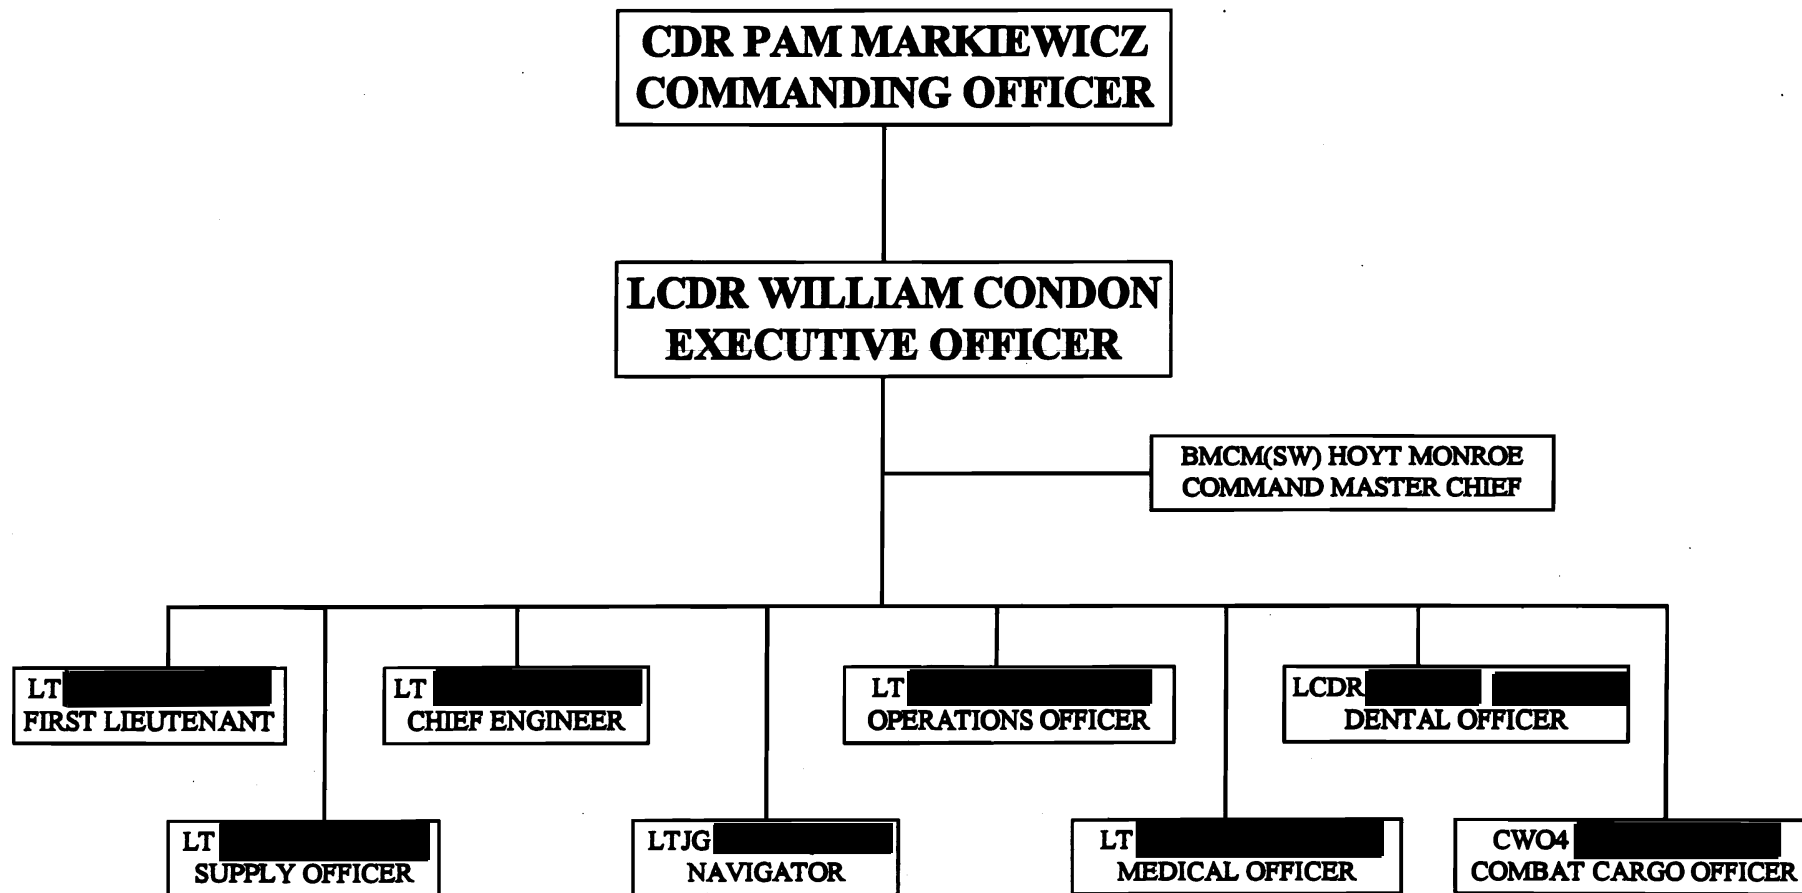 CDR PAM MARKIEWICZ
COMMANDING OFFICER
LCDR WILLIAM CONDON
EXECUTIVE OFFICER
BMCM(SW) HOYT MONROE
COMMAND MASTER CHIEF
LT
FIRST LIEUTENANT
LT
CHIEF ENGINEER
LT
OPERATIONS OFFICER
LCDR
DENTAL OFFICER
LT
SUPPLY OFFICER
LTJG
NAVIGATOR
LT
MEDICAL OFFICER
CWO4
COMBAT CARGO OFFICER